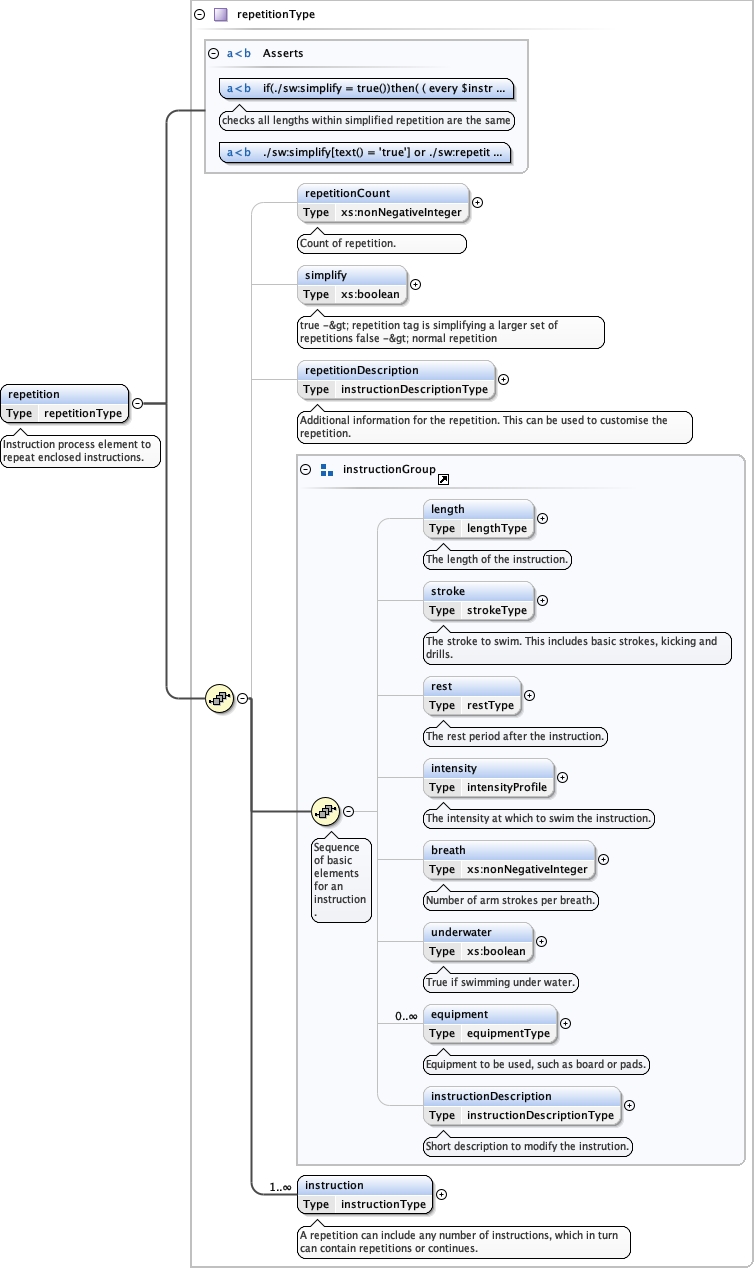 repetitionType
Asserts
a<b if(./sw:simplify = true())then( ( every $instr ...
checks all lengths within simplified repetition are the same
a<b ./sw:simplify[text() = 'true'] or ./sw:repetit ...
repetitionCount
Type xs:nonNegativeInteger
Count of repetition.
simplify
Type xs:boolean
true -&gt; repetition tag is simplifying a larger set of
repetitions false -&gt; normal repetition
repetitionDescription
Type instructionDescriptionType
Additional information for the repetition. This can be used to customise the
repetition.
repetition
Type repetitionType
Instruction process element to
repeat enclosed instructions.
instructionGroup
length
Type lengthType
The length of the instruction.
stroke
Type strokeType
The stroke to swim. This includes basic strokes, kicking and
drills.
rest
Type restType
The rest period after the instruction.
intensity
Type intensityProfile
The intensity at which to swim the instruction.
Sequence
of basic
elements
for an
instruction
.
breath
Type xs:nonNegativeInteger
Number of arm strokes per breath.
underwater
Type xs:boolean
True if swimming under water.
0..∞
equipment
Type equipmentType
Equipment to be used, such as board or pads.
instructionDescription
Type instructionDescriptionType
Short description to modify the instrution.
1..∞
instruction
Type instructionType
A repetition can include any number of instructions, which in turn
can contain repetitions or continues.